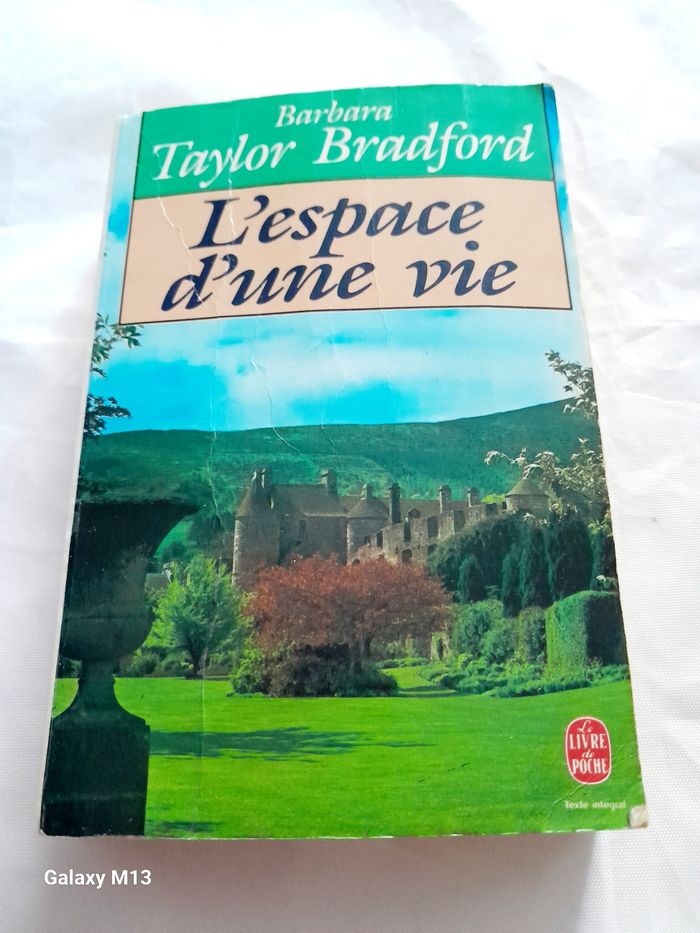 Barbara
Taylor Bradford
L'espace
d'une vie
Le
LIVRE
de
POCHE
Texte intégral
Galaxy M13